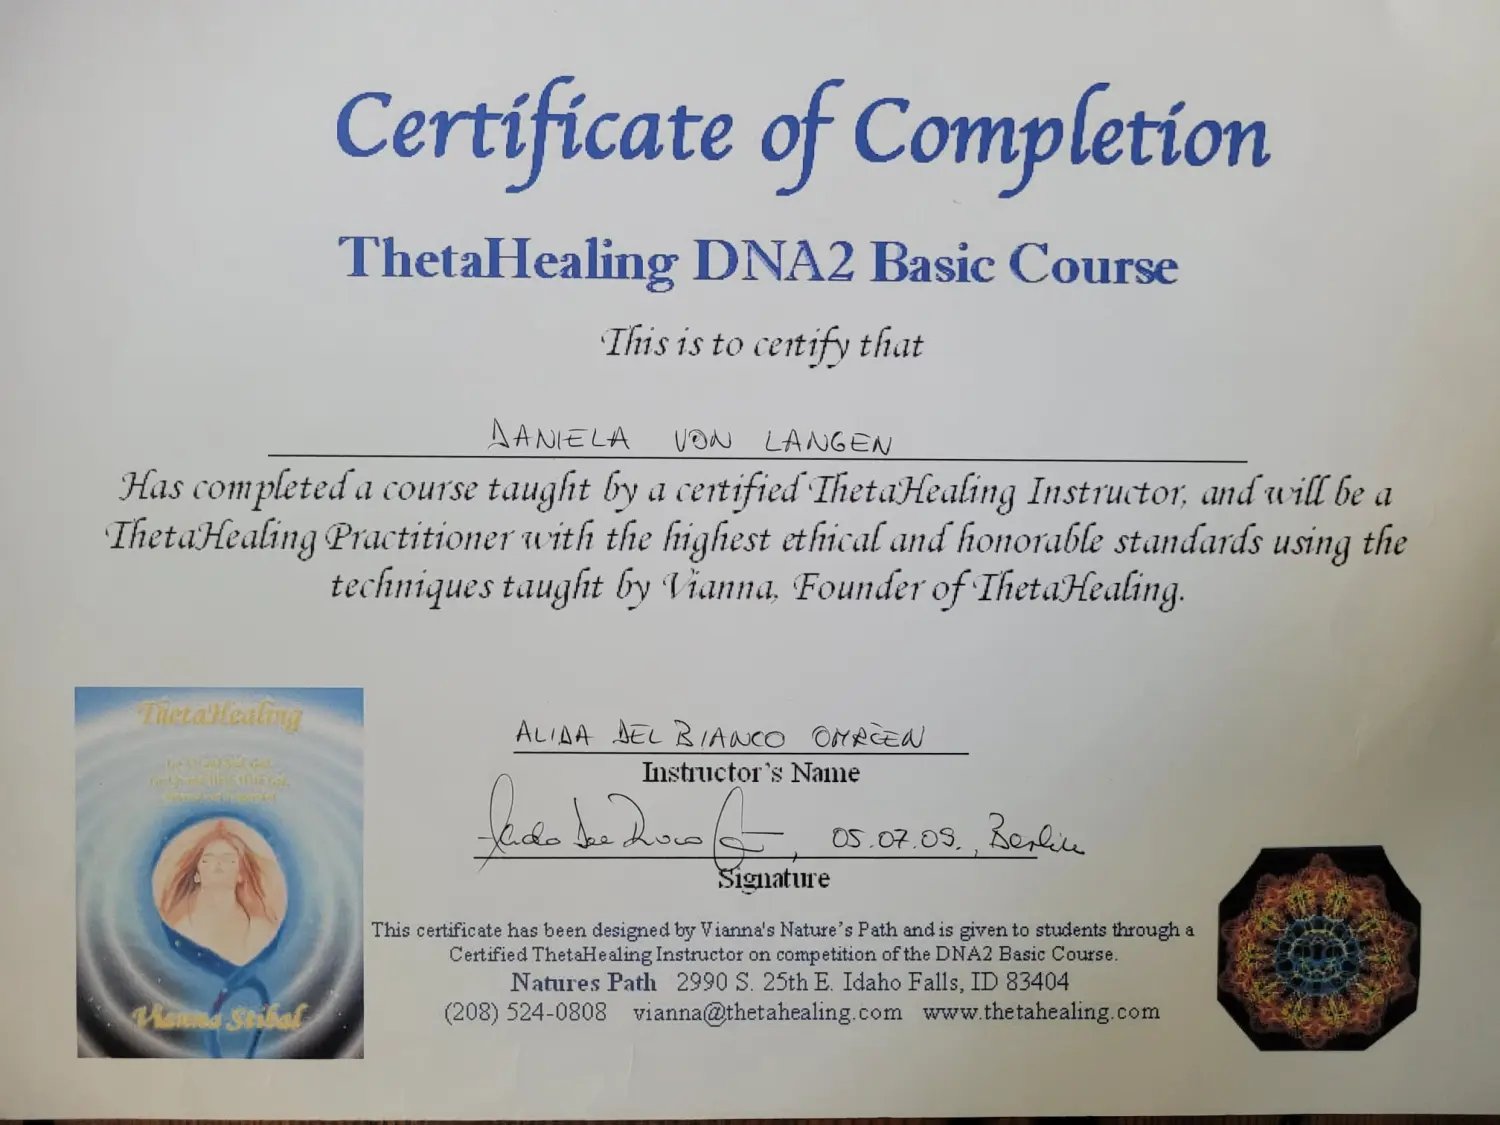 Certificate of Completion
ThetaHealing DNA2 Basic Course
This is to certify that
DANIELA VON LANGEN
Has completed a course taught by a certified ThetaHealing Instructor, and will be a
ThetaHealing Practitioner with the highest ethical and honorable standards using the
techniques taught by Vianna, Founder of ThetaHealing.
ThetaHealing
ALIDA DEL BIANCO
Instructor's Name
05.07.09., Berlin
Signature
This certificate has been designed by Vianna's Nature's Path and is given to students through a
Certified ThetaHealing Instructor on competition of the DNA2 Basic Course.
Natures Path 2990 S. 25th E. Idaho Falls, ID 83404
(208) 524-0808 vianna@thetahealing.com www.thetahealing.com
Vianna Stibal